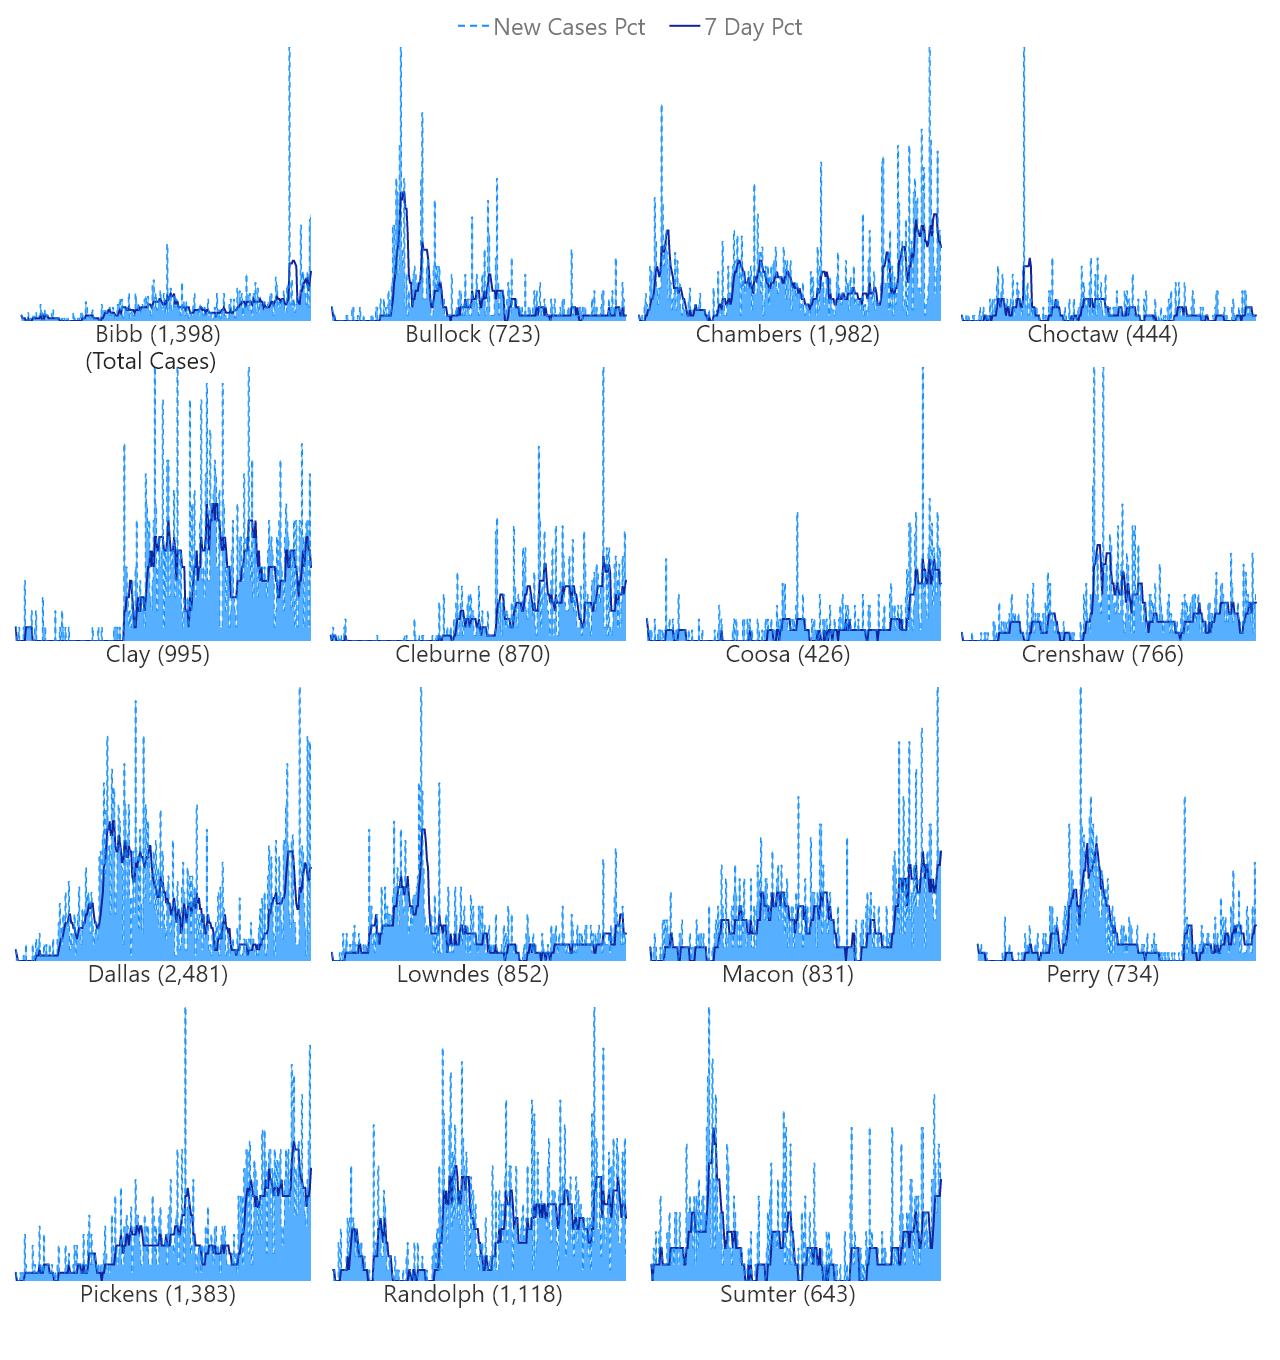 New Cases Pct 7 Day Pct
Bibb (1,398) Bullock (723) Chambers (1,982) Choctaw (444)
(Total Cases)
Clay (995) Cleburne (870) Coosa (426) Crenshaw (766)
Dallas (2,481) Lowndes (852) Macon (831) Perry (734)
Pickens (1,383) Randolph (1,118) Sumter (643)